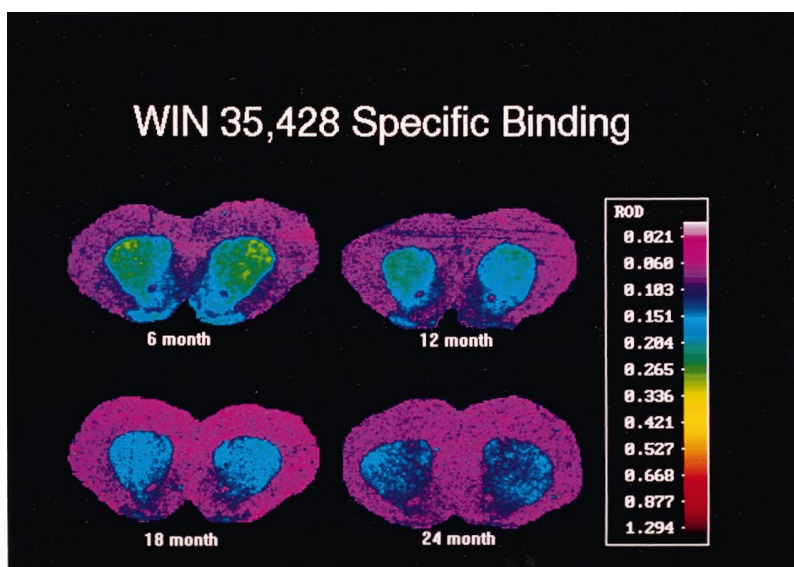 WIN 35,428 Specific Binding
6 month
12 month
18 month
24 month
ROD
0.021
0.060
0.103
0.151
0.204
0.265
0.336
0.421
0.527
0.668
0.877
1.294